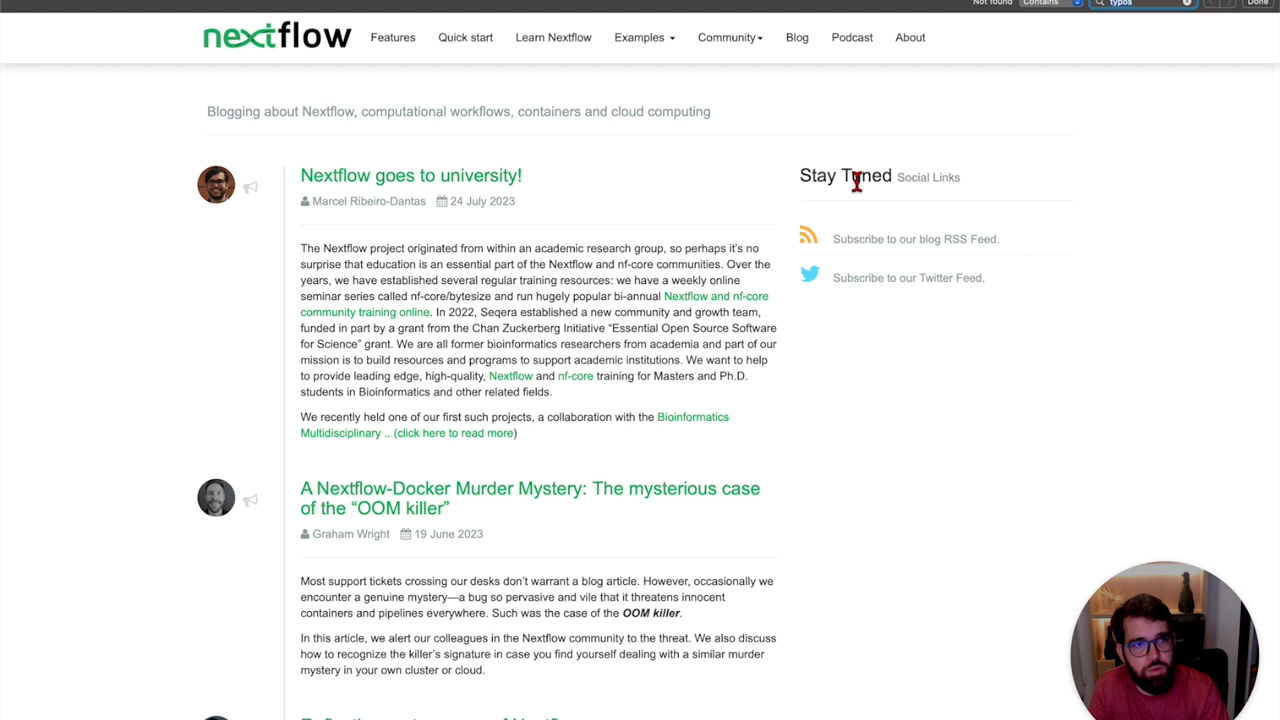 Not found Contains typos Done
nextflow Features Quick start Learn Nextflow Examples Community Blog Podcast About
Blogging about Nextflow, computational workflows, containers and cloud computing
Nextflow goes to university!
Marcel Ribeiro-Dantas 24 July 2023
The Nextflow project originated from within an academic research group, so perhaps it’s no
surprise that education is an essential part of the Nextflow and nf-core communities. Over the
years, we have established several regular training resources: we have a weekly online
seminar series called nf-core/bytesize and run hugely popular bi-annual Nextflow and nf-core
community training online. In 2022, Seqera established a new community and growth team,
funded in part by a grant from the Chan Zuckerberg Initiative “Essential Open Source Software
for Science” grant. We are all former bioinformatics researchers from academia and part of our
mission is to build resources and programs to support academic institutions. We want to help
to provide leading edge, high-quality, Nextflow and nf-core training for Masters and Ph.D.
students in Bioinformatics and other related fields.
We recently held one of our first such projects, a collaboration with the Bioinformatics
Multidisciplinary .. (click here to read more)
A Nextflow-Docker Murder Mystery: The mysterious case
of the “OOM killer”
Graham Wright 19 June 2023
Most support tickets crossing our desks don’t warrant a blog article. However, occasionally we
encounter a genuine mystery—a bug so pervasive and vile that it threatens innocent
containers and pipelines everywhere. Such was the case of the OOM killer.
In this article, we alert our colleagues in the Nextflow community to the threat. We also discuss
how to recognize the killer’s signature in case you find yourself dealing with a similar murder
mystery in your own cluster or cloud.
Stay Tuned Social Links
Subscribe to our blog RSS Feed.
Subscribe to our Twitter Feed.